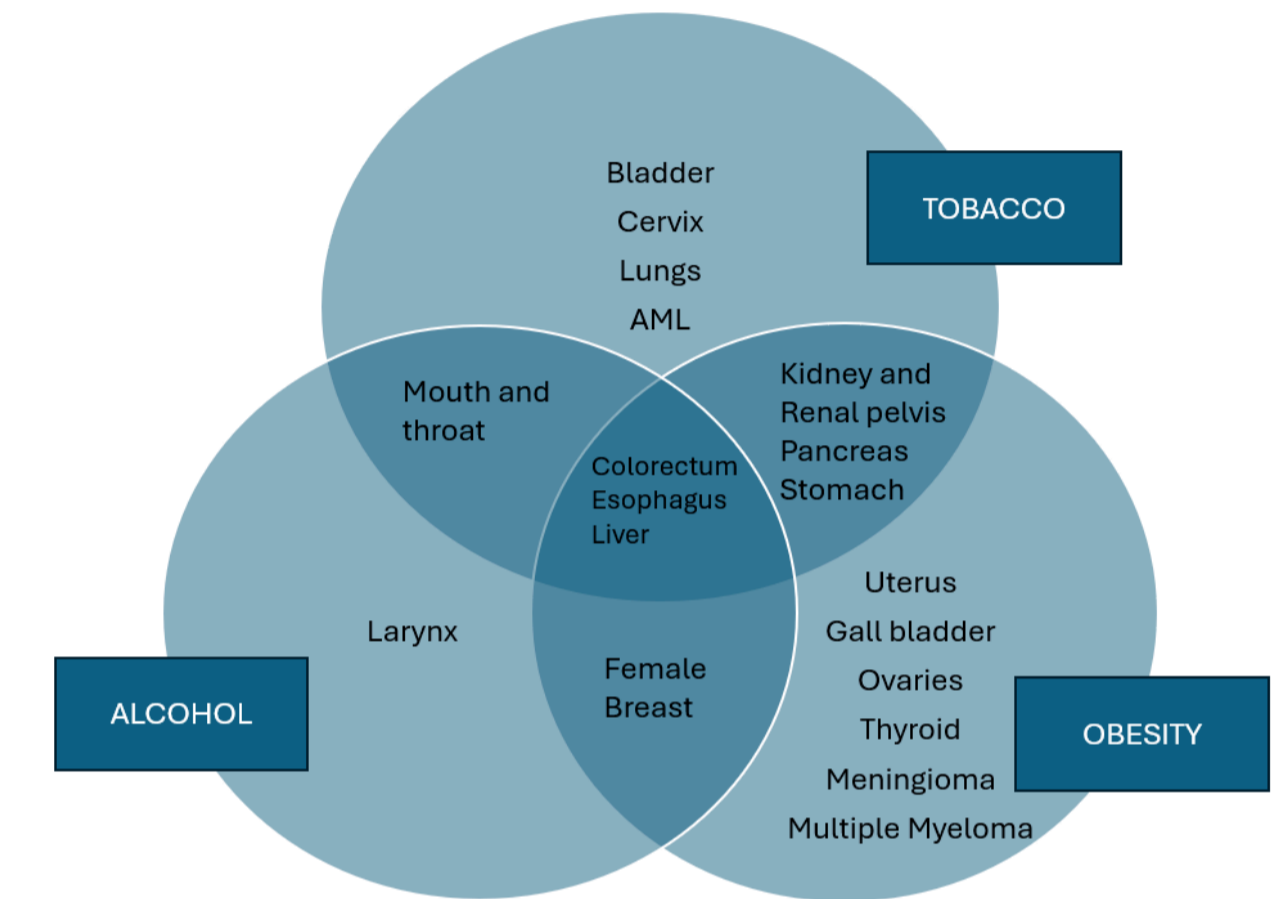 Bladder
Cervix
Lungs
AML
TOBACCO
Mouth and
throat
Kidney and
Renal pelvis
Pancreas
Stomach
Colorectum
Esophagus
Liver
Larynx
ALCOHOL
Female
Breast
Uterus
Gall bladder
Ovaries
Thyroid
Meningioma
Multiple Myeloma
OBESITY